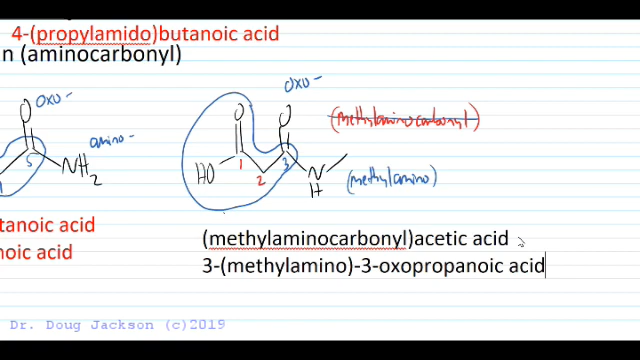 4-(propylamido)butanoic acid
n (aminocarbonyl)
oxo-
O
amino-
5
NH2
tanoic acid
noic acid
oxo-
O
O
(methylaminocarbonyl)
HO
1
2
3
N
H
(methylamino)
(methylaminocarbonyl)acetic acid
3-(methylamino)-3-oxopropanoic acid
Dr. Doug Jackson (c)2019